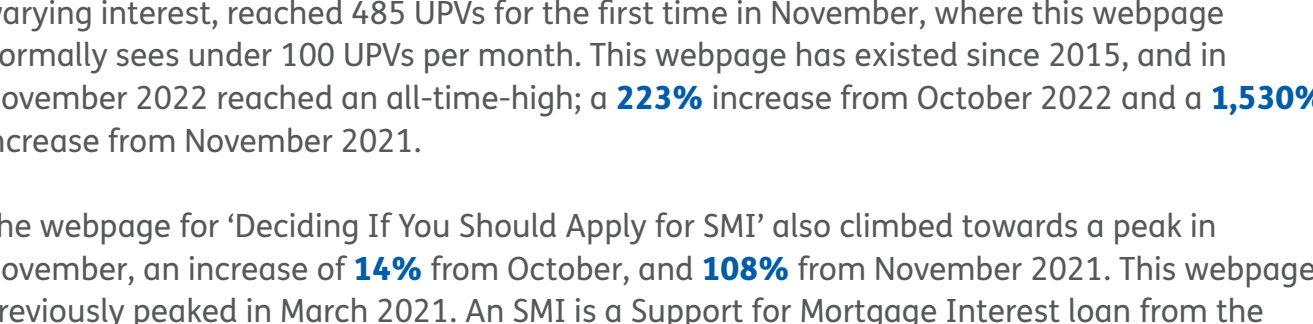 varying interest, reached 485 UPVs for the first time in November, where this webpage
normally sees under 100 UPVs per month. This webpage has existed since 2015, and in
November 2022 reached an all-time-high; a 223% increase from October 2022 and a 1,530%
increase from November 2021.
The webpage for ‘Deciding If You Should Apply for SMI’ also climbed towards a peak in
November, an increase of 14% from October, and 108% from November 2021. This webpage
previously peaked in March 2021. An SMI is a Support for Mortgage Interest loan from the